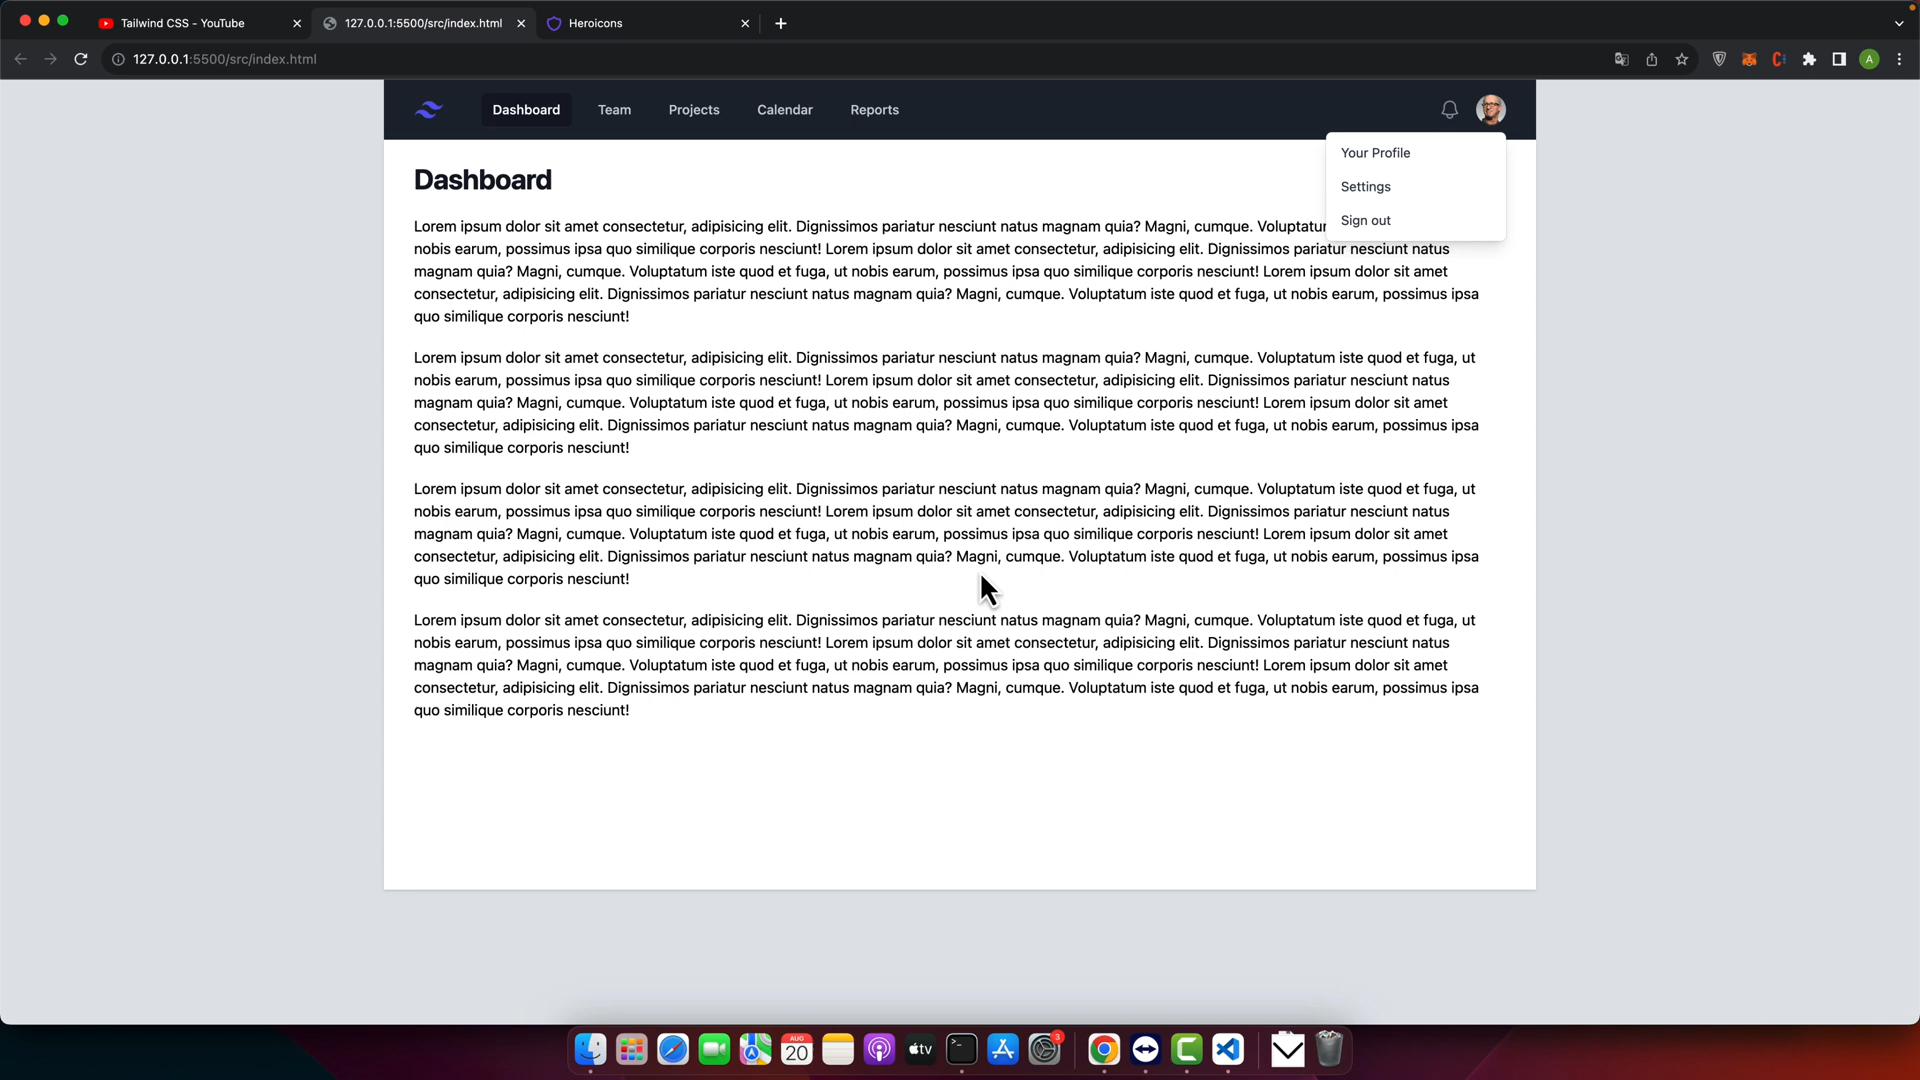 Tailwind CSS - YouTube
127.0.0.1:5500/src/index.html
Heroicons
127.0.0.1:5500/src/index.html
A
Dashboard Team Projects Calendar Reports
Your Profile
Settings
Sign out
Dashboard
Lorem ipsum dolor sit amet consectetur, adipisicing elit. Dignissimos pariatur nesciunt natus magnam quia? Magni, cumque. Voluptatur
nobis earum, possimus ipsa quo similique corporis nesciunt! Lorem ipsum dolor sit amet consectetur, adipisicing elit. Dignissimos pariatur nesciunt natus
magnam quia? Magni, cumque. Voluptatum iste quod et fuga, ut nobis earum, possimus ipsa quo similique corporis nesciunt! Lorem ipsum dolor sit amet
consectetur, adipisicing elit. Dignissimos pariatur nesciunt natus magnam quia? Magni, cumque. Voluptatum iste quod et fuga, ut nobis earum, possimus ipsa
quo similique corporis nesciunt!
Lorem ipsum dolor sit amet consectetur, adipisicing elit. Dignissimos pariatur nesciunt natus magnam quia? Magni, cumque. Voluptatum iste quod et fuga, ut
nobis earum, possimus ipsa quo similique corporis nesciunt! Lorem ipsum dolor sit amet consectetur, adipisicing elit. Dignissimos pariatur nesciunt natus
magnam quia? Magni, cumque. Voluptatum iste quod et fuga, ut nobis earum, possimus ipsa quo similique corporis nesciunt! Lorem ipsum dolor sit amet
consectetur, adipisicing elit. Dignissimos pariatur nesciunt natus magnam quia? Magni, cumque. Voluptatum iste quod et fuga, ut nobis earum, possimus ipsa
quo similique corporis nesciunt!
Lorem ipsum dolor sit amet consectetur, adipisicing elit. Dignissimos pariatur nesciunt natus magnam quia? Magni, cumque. Voluptatum iste quod et fuga, ut
nobis earum, possimus ipsa quo similique corporis nesciunt! Lorem ipsum dolor sit amet consectetur, adipisicing elit. Dignissimos pariatur nesciunt natus
magnam quia? Magni, cumque. Voluptatum iste quod et fuga, ut nobis earum, possimus ipsa quo similique corporis nesciunt! Lorem ipsum dolor sit amet
consectetur, adipisicing elit. Dignissimos pariatur nesciunt natus magnam quia? Magni, cumque. Voluptatum iste quod et fuga, ut nobis earum, possimus ipsa
quo similique corporis nesciunt!
Lorem ipsum dolor sit amet consectetur, adipisicing elit. Dignissimos pariatur nesciunt natus magnam quia? Magni, cumque. Voluptatum iste quod et fuga, ut
nobis earum, possimus ipsa quo similique corporis nesciunt! Lorem ipsum dolor sit amet consectetur, adipisicing elit. Dignissimos pariatur nesciunt natus
magnam quia? Magni, cumque. Voluptatum iste quod et fuga, ut nobis earum, possimus ipsa quo similique corporis nesciunt! Lorem ipsum dolor sit amet
consectetur, adipisicing elit. Dignissimos pariatur nesciunt natus magnam quia? Magni, cumque. Voluptatum iste quod et fuga, ut nobis earum, possimus ipsa
quo similique corporis nesciunt!
AUG
20
tv
3